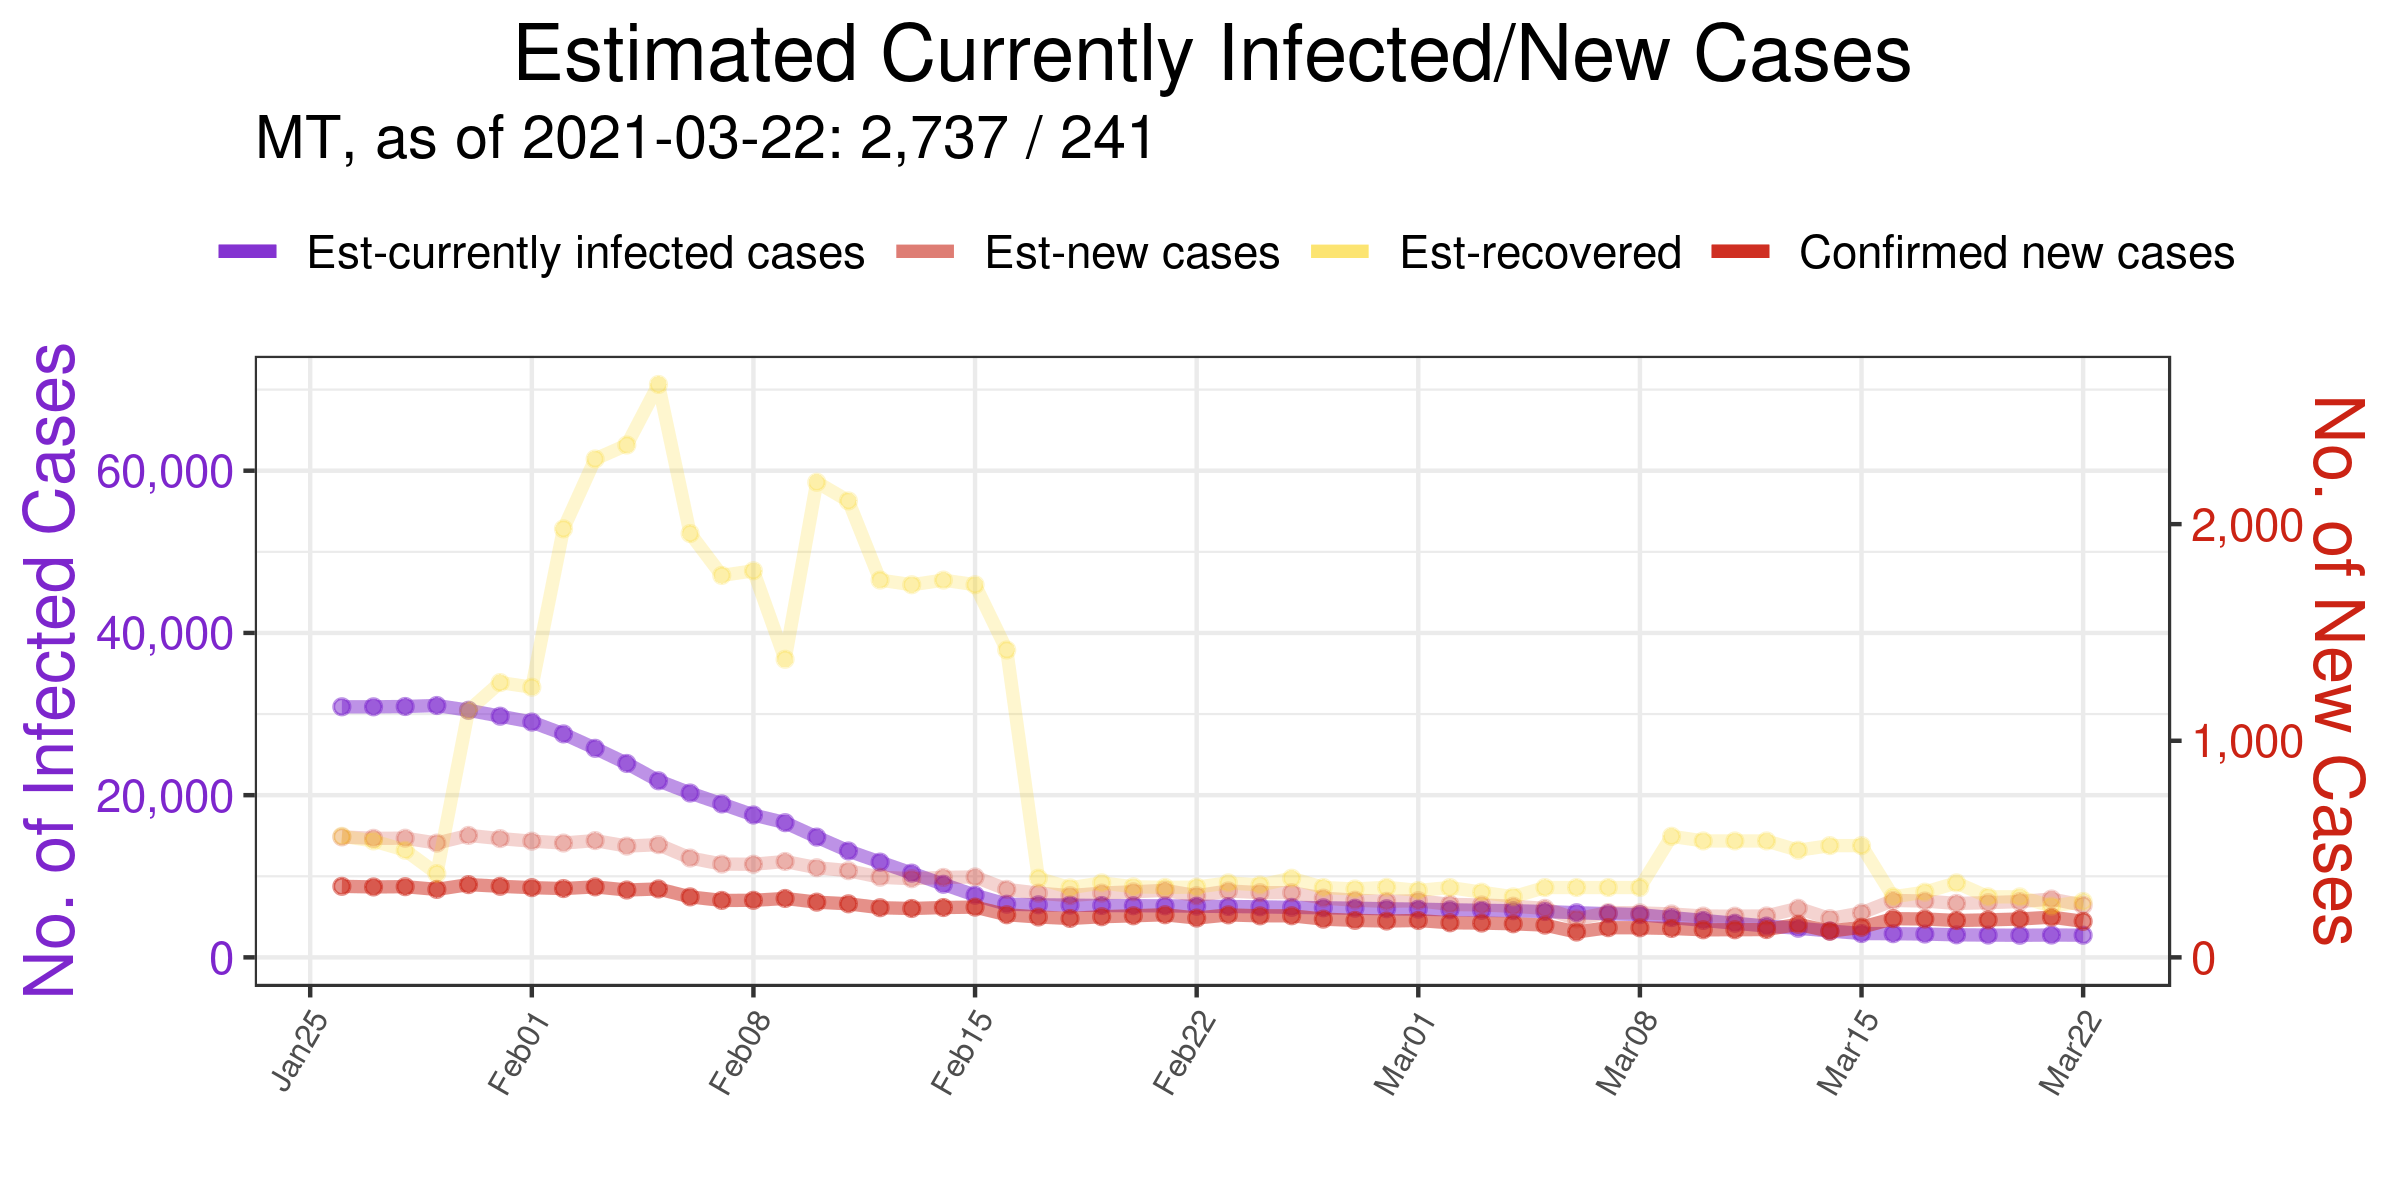 Estimated Currently Infected/New Cases
MT, as of 2021-03-22: 2,737 / 241
Est-currently infected cases Est-new cases Est-recovered Confirmed new cases
No. of Infected Cases
60,000
40,000
20,000
0
2,000
1,000
0
No. of New Cases
Jan25 Feb01 Feb08 Feb15 Feb22 Mar01 Mar08 Mar15 Mar22